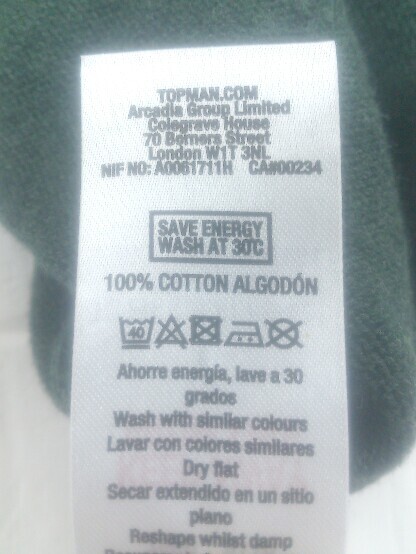 TOPMAN.COM
Arcadia Group Limited
Colegrave House
70 Berners Street
London W1T 3NL
NIF NO: A0061711H CA#00234
SAVE ENERGY
WASH AT 30°C
100% COTTON ALGODÓN
40
Ahorre energía, lave a 30
grados
Wash with similar colours
Lavar con colores similares
Dry flat
Secar extendido en un sitio
plano
Reshape whilst damp